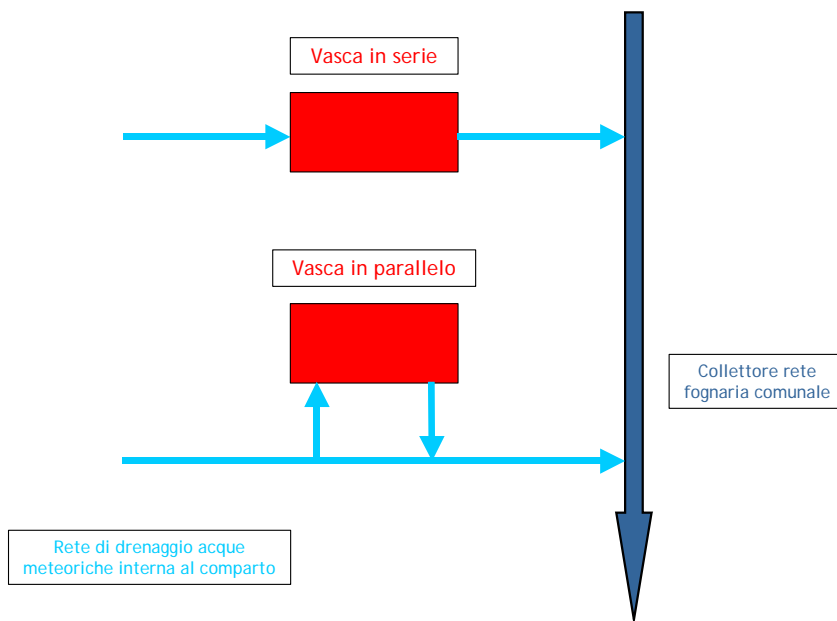 Vasca in serie
Vasca in parallelo
Collettore rete
fognaria comunale
Rete di drenaggio acque
meteoriche interna al comparto